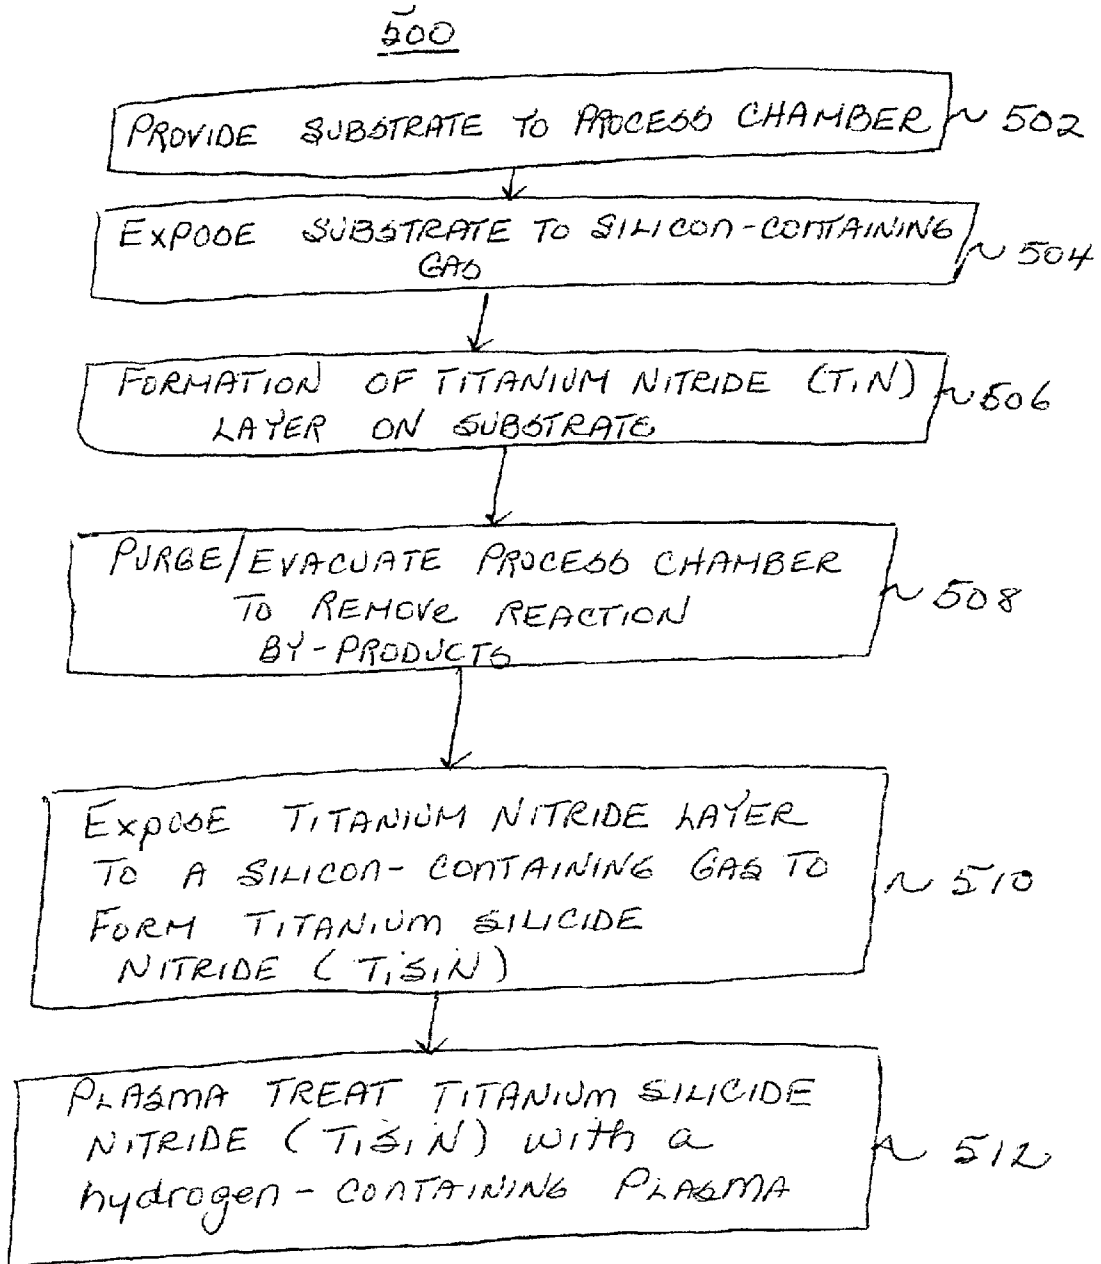 500
PROVIDE SUBSTRATE TO PROCESS CHAMBER ~ 502
EXPOSE SUBSTRATE TO SILICON-CONTAINING
GAS
~ 504
FORMATION OF TITANIUM NITRIDE (TiN)
LAYER ON SUBSTRATE
~ 506
PURGE/EVACUATE PROCESS CHAMBER
TO REMOVE REACTION
BY-PRODUCTS
~ 508
EXPOSE TITANIUM NITRIDE LAYER
TO A SILICON-CONTAINING GAS TO
FORM TITANIUM SILICIDE
NITRIDE (TiSiN)
~ 510
PLASMA TREAT TITANIUM SILICIDE
NITRIDE (TiSiN) with a
hydrogen-CONTAINING PLASMA
~ 512